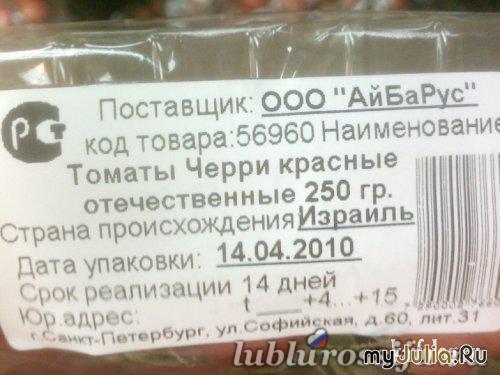 Поставщик: ООО "АйБаРус"
РСТ
код товара:56960 Наименование
Томаты Черри красные
отечественные 250 гр.
Страна происхождения Израиль
Дата упаковки: 14.04.2010
Срок реализации 14 дней
t ___+4...+15
Юр.адрес:
г.Санкт-Петербург, ул.Софийская, д.60, лит.31
myJulia.Ru